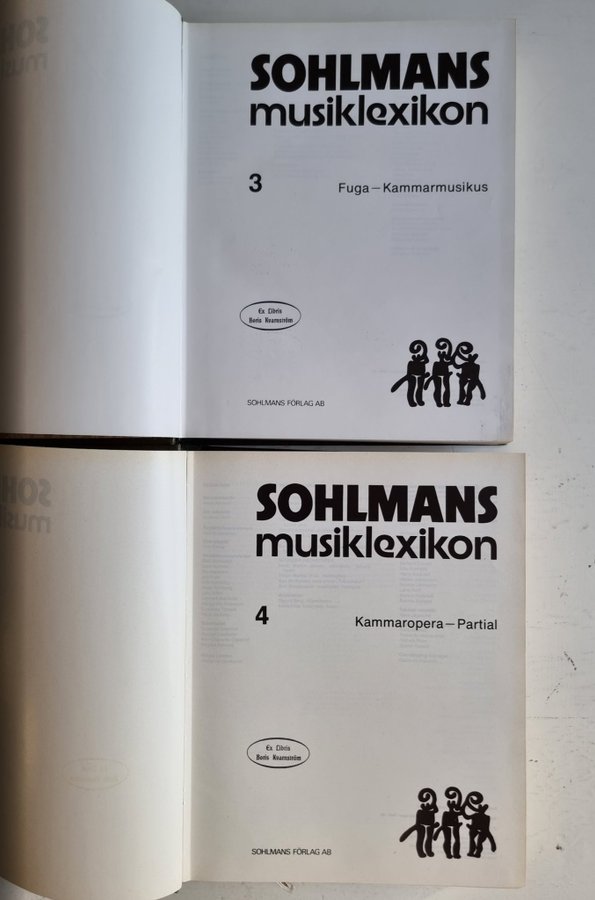 SOHLMANS
musiklexikon
3
Fuga – Kammarmusikus
Ex Libris
Boris Kvarnström
SOHLMANS FÖRLAG AB
SOHLMANS
musiklexikon
4
Kammaropera – Partial
Ex Libris
Boris Kvarnström
SOHLMANS FÖRLAG AB